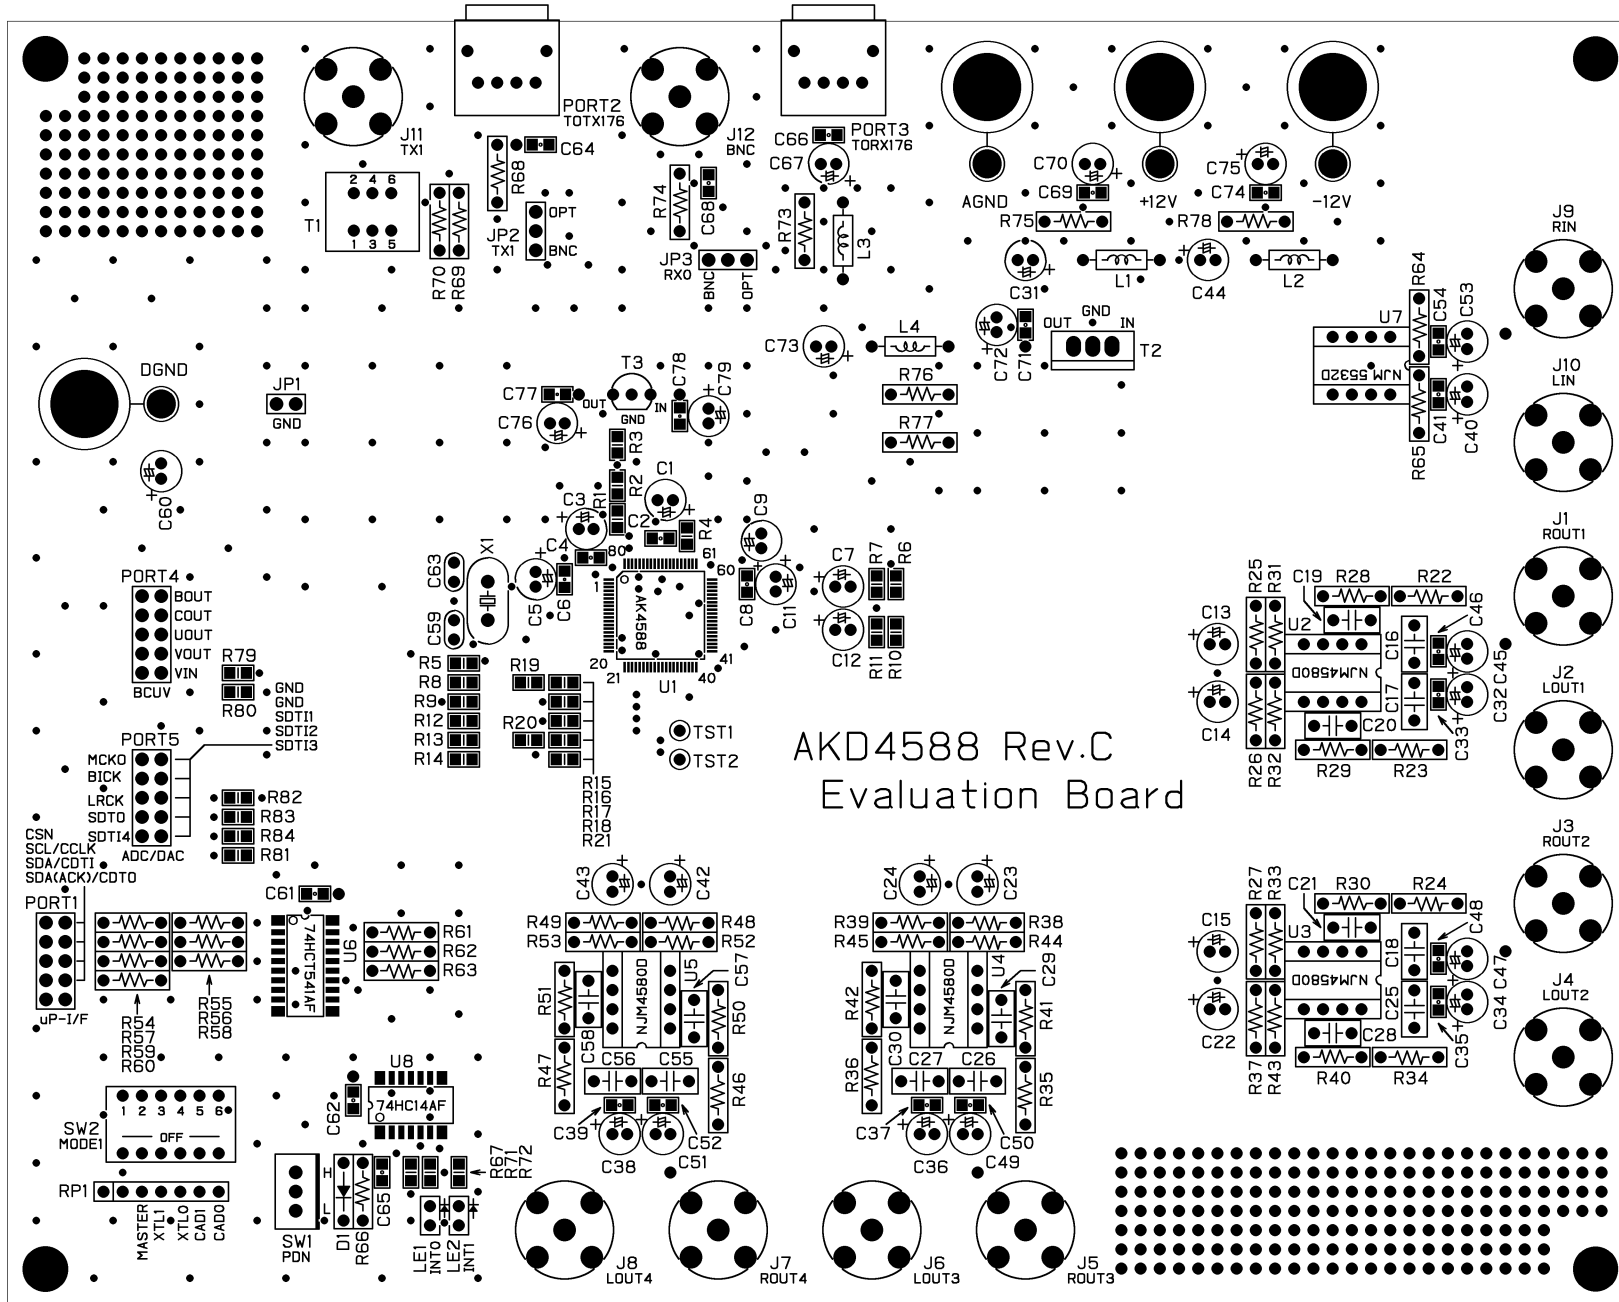 PORT2
TOTX176
J11
TX1
J12
BNC
C66
C67
PORT3
TORX176
C64
R68
C70
C69
C75
C74
2 4 6
T1
1 3 5
R70
R69
OPT
JP2
TX1
BNC
R74
C68
R73
L3
JP3
RX0
BNC
OPT
AGND
+12V
-12V
R75
R78
C31
L1
C44
L2
J9
RIN
R64
C54
C53
U7
NJM 5532D
C41
C40
R65
J10
LIN
C73
L4
C72
C71
OUT
GND
IN
T2
DGND
JP1
GND
C60
T3
C77
OUT
IN
GND
C76
C78
C79
R76
R77
R3
R2
R1
C1
C3
C2
R4
C4
80
61
60
1
C9
C63
X1
C5
C6
C59
AK4588
C8
C11
C7
C12
R7
R6
R11
R10
20
21
41
40
U1
PORT4
BOUT
COUT
UOUT
VOUT
VIN
BCUV
R79
R80
GND
GND
SDTI1
SDTI2
SDTI3
PORT5
MCKO
BICK
LRCK
SDTO
SDTI4
ADC/DAC
R82
R83
R84
R81
R5
R8
R9
R12
R13
R14
R19
R20
R15
R16
R17
R18
R21
TST1
TST2
AKD4588 Rev.C
Evaluation Board
J1
ROUT1
R25
R31
C19
R28
R22
C46
C13
U2
C16
NJM4580D
C45
C14
C17
C32
C20
C33
R26
R32
R29
R23
J2
LOUT1
J3
ROUT2
R27
R33
C21
R30
R24
C48
C15
U3
C18
NJM4580D
C47
C22
C25
C34
C28
C35
R37
R43
R40
R34
J4
LOUT2
CSN
SCL/CCLK
SDA/CDTI
SDA(ACK)/CDTO
PORT1
uP-I/F
R54
R57
R59
R60
R55
R56
R58
C61
74HCT541AF
U6
R61
R62
R63
C43
C42
R49
R48
R53
R52
R51
NJM4580D
U5
C57
C58
R50
R47
C56
C55
R46
C39
C52
C38
C51
C24
C23
R39
R38
R45
R44
R42
NJM4580D
U4
C29
C30
R41
R36
C27
C26
R35
C37
C50
C36
C49
1 2 3 4 5 6
SW2
MODE1
OFF
RP1
MASTER
XTL1
XTL0
CAD1
CAD0
U8
74HC14AF
C62
H
L
SW1
PDN
D1
R66
C65
R67
R71
R72
LE1
INT0
LE2
INT1
J8
LOUT4
J7
ROUT4
J6
LOUT3
J5
ROUT3